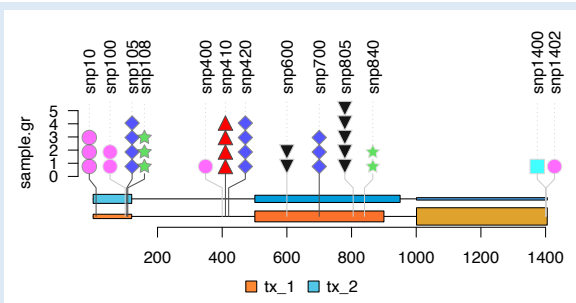 snp10 snp100 snp105 snp108 snp400 snp410 snp420 snp600 snp700 snp805 snp840 snp1400 snp1402
sample.gr
5
4
3
2
1
0
200 400 600 800 1000 1200 1400
tx_1 tx_2